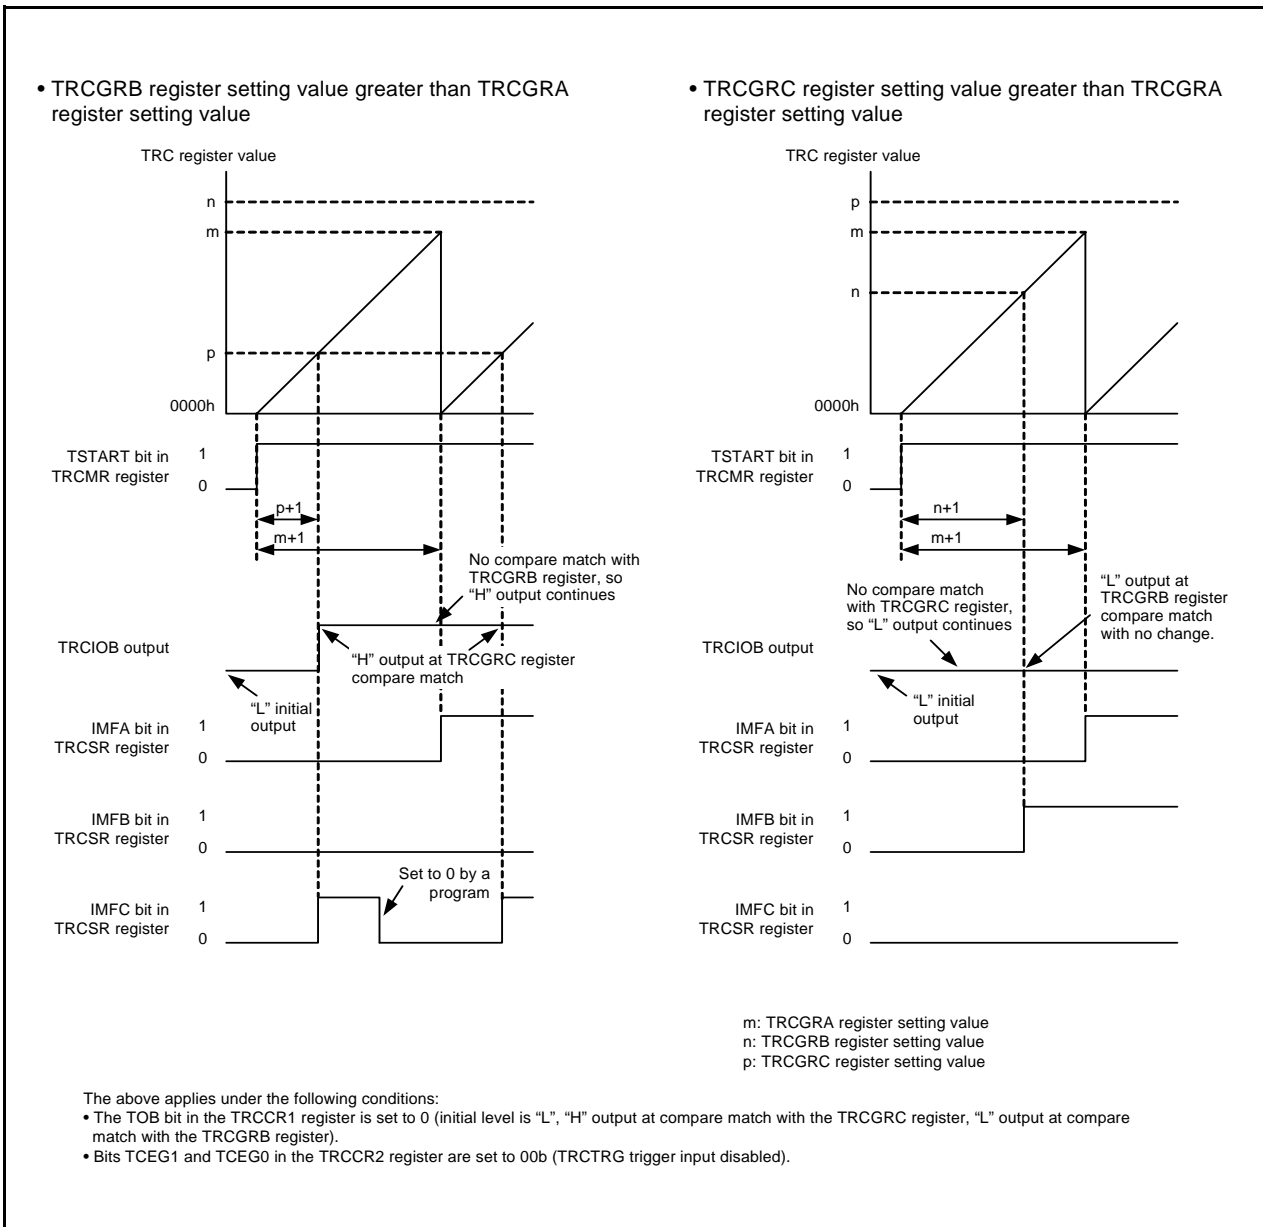 • TRCGRB register setting value greater than TRCGRA
register setting value
TRC register value
n
m
p
0000h
TSTART bit in
TRCMR register
1
0
p+1
m+1
No compare match with
TRCGRB register, so
“H” output continues
TRCIOB output
“H” output at TRCGRC register
compare match
“L” initial
output
IMFA bit in
TRCSR register
1
0
IMFB bit in
TRCSR register
1
0
Set to 0 by a
program
IMFC bit in
TRCSR register
1
0
• TRCGRC register setting value greater than TRCGRA
register setting value
TRC register value
p
m
n
0000h
TSTART bit in
TRCMR register
1
0
n+1
m+1
No compare match
with TRCGRC register,
so “L” output continues
“L” output at
TRCGRB register
compare match
with no change.
TRCIOB output
“L” initial
output
IMFA bit in
TRCSR register
1
0
IMFB bit in
TRCSR register
1
0
IMFC bit in
TRCSR register
1
0
m: TRCGRA register setting value
n: TRCGRB register setting value
p: TRCGRC register setting value
The above applies under the following conditions:
• The TOB bit in the TRCCR1 register is set to 0 (initial level is “L”, “H” output at compare match with the TRCGRC register, “L” output at compare
match with the TRCGRB register).
• Bits TCEG1 and TCEG0 in the TRCCR2 register are set to 00b (TRCTRG trigger input disabled).